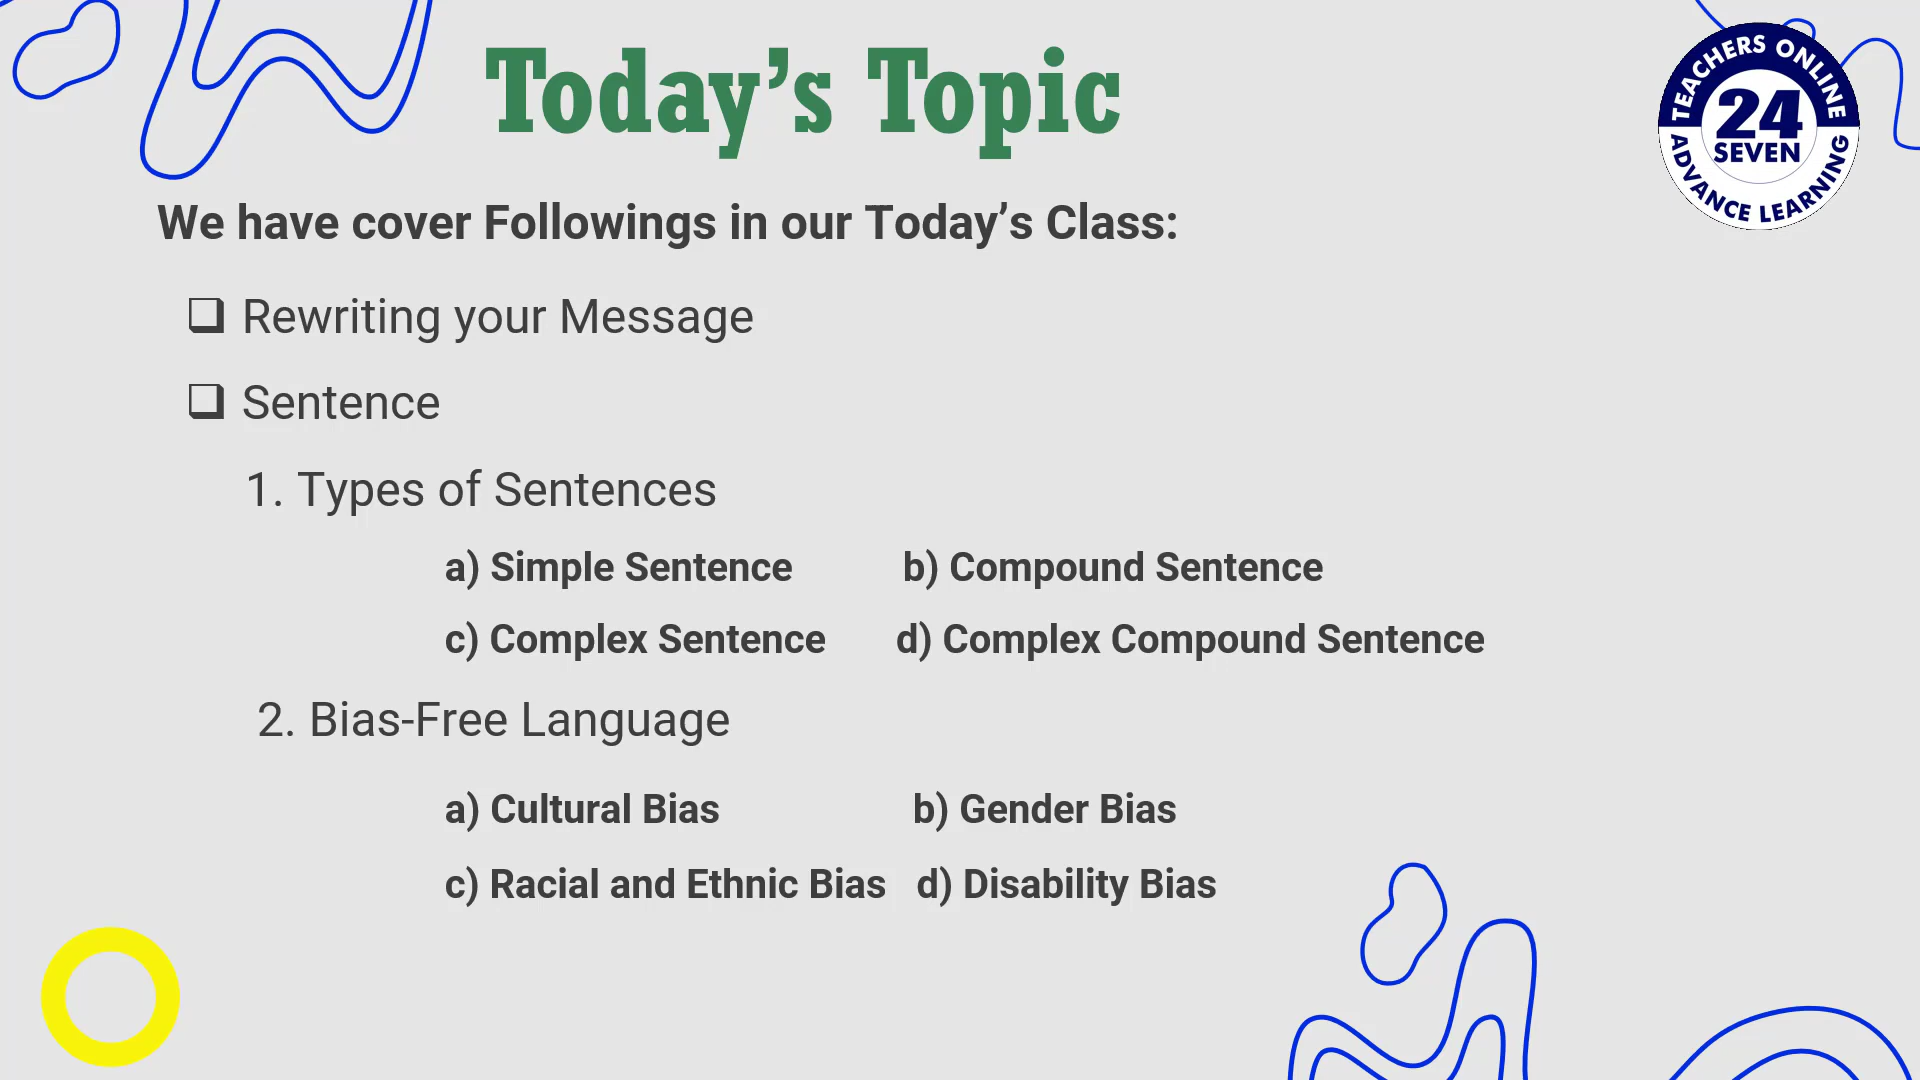 Today’s Topic
TEACHERS ONLINE
24
SEVEN
ADVANCE LEARNING
We have cover Followings in our Today’s Class:
❑ Rewriting your Message
❑ Sentence
1. Types of Sentences
a) Simple Sentence b) Compound Sentence
c) Complex Sentence d) Complex Compound Sentence
2. Bias-Free Language
a) Cultural Bias b) Gender Bias
c) Racial and Ethnic Bias d) Disability Bias